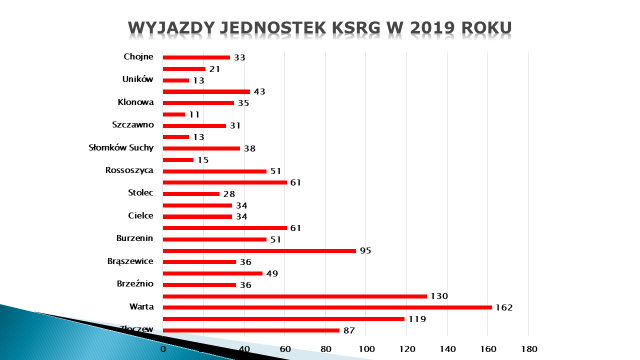 WYJAZDY JEDNOSTEK KSRG W 2019 ROKU
Chojne 33
21
Uników 13
43
Klonowa 35
11
Szczawno 31
13
Słomków Suchy 38
15
Rossoszyca 51
61
Stolec 28
34
Cielce 34
61
Burzenin 51
95
Brąszewice 36
49
Brzeźnio 36
130
Warta 162
119
Złoczew 87
0 20 40 60 80 100 120 140 160 180